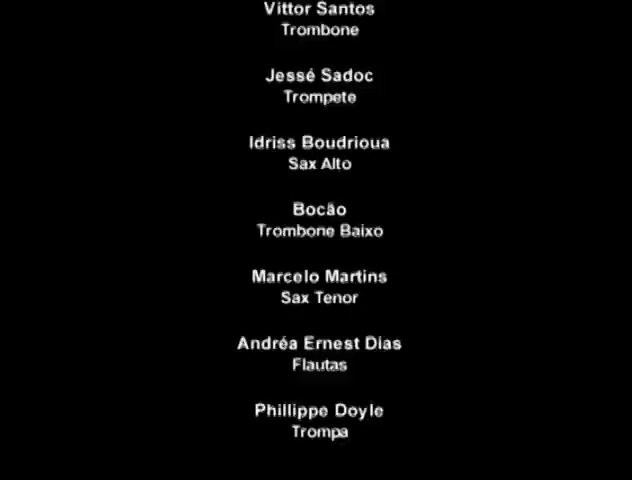 Vittor Santos
Trombone
Jessé Sadoc
Trompete
Idriss Boudrioua
Sax Alto
Bocão
Trombone Baixo
Marcelo Martins
Sax Tenor
Andréa Ernest Dias
Flautas
Phillippe Doyle
Trompa